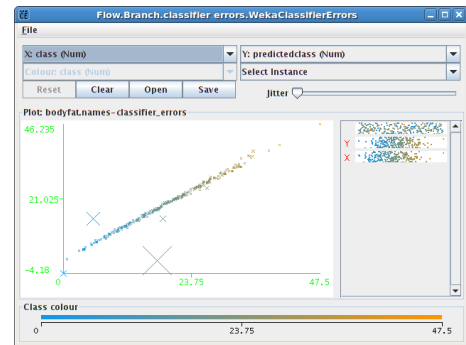 Flow.Branch.classifier errors.WekaClassifierErrors
File
X: class (Num)
Y: predictedclass (Num)
Colour: class (Num)
Select Instance
Reset
Clear
Open
Save
Jitter
Plot: bodyfat.names-classifier_errors
46.235
21.025
-4.18
0
23.75
47.5
Y
X
Class colour
0
23.75
47.5